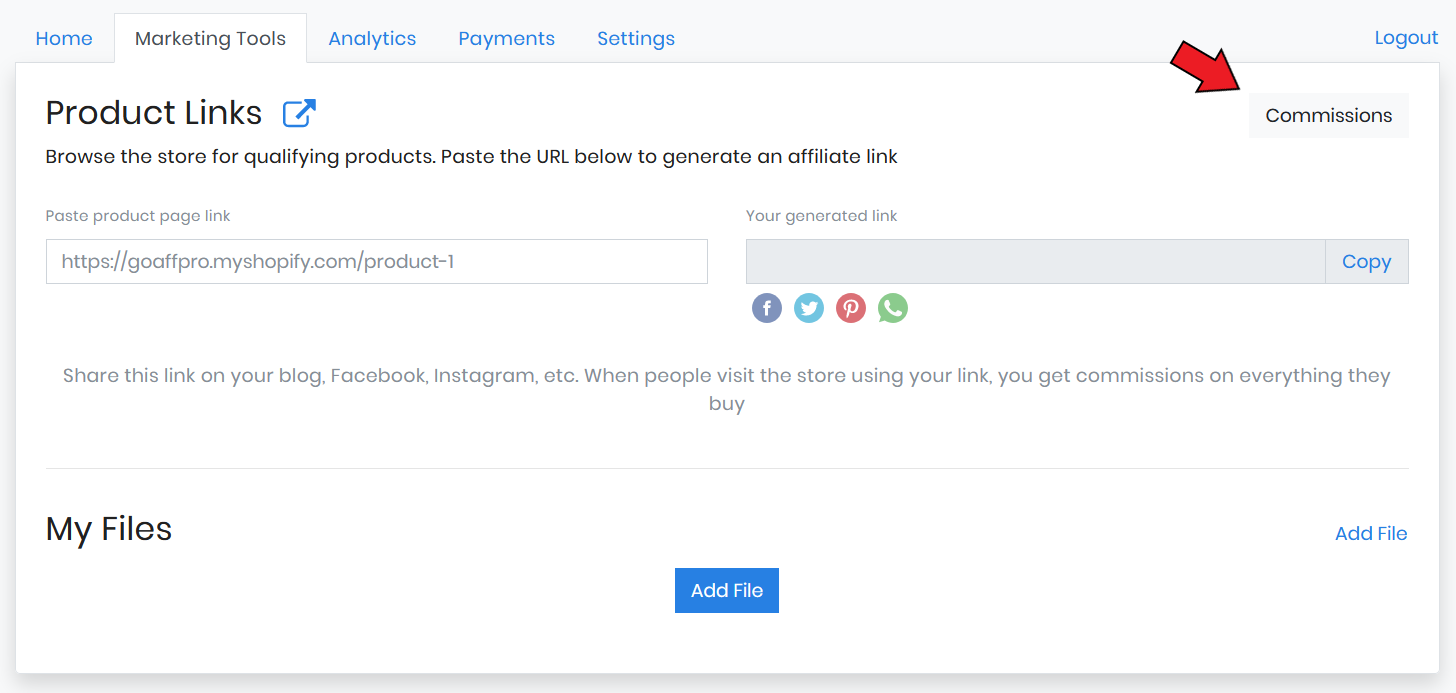 Home
Marketing Tools
Analytics
Payments
Settings
Logout
Product Links
Commissions
Browse the store for qualifying products. Paste the URL below to generate an affiliate link
Paste product page link
Your generated link
https://goaffpro.myshopify.com/product-1
Copy
Share this link on your blog, Facebook, Instagram, etc. When people visit the store using your link, you get commissions on everything they
buy
My Files
Add File
Add File